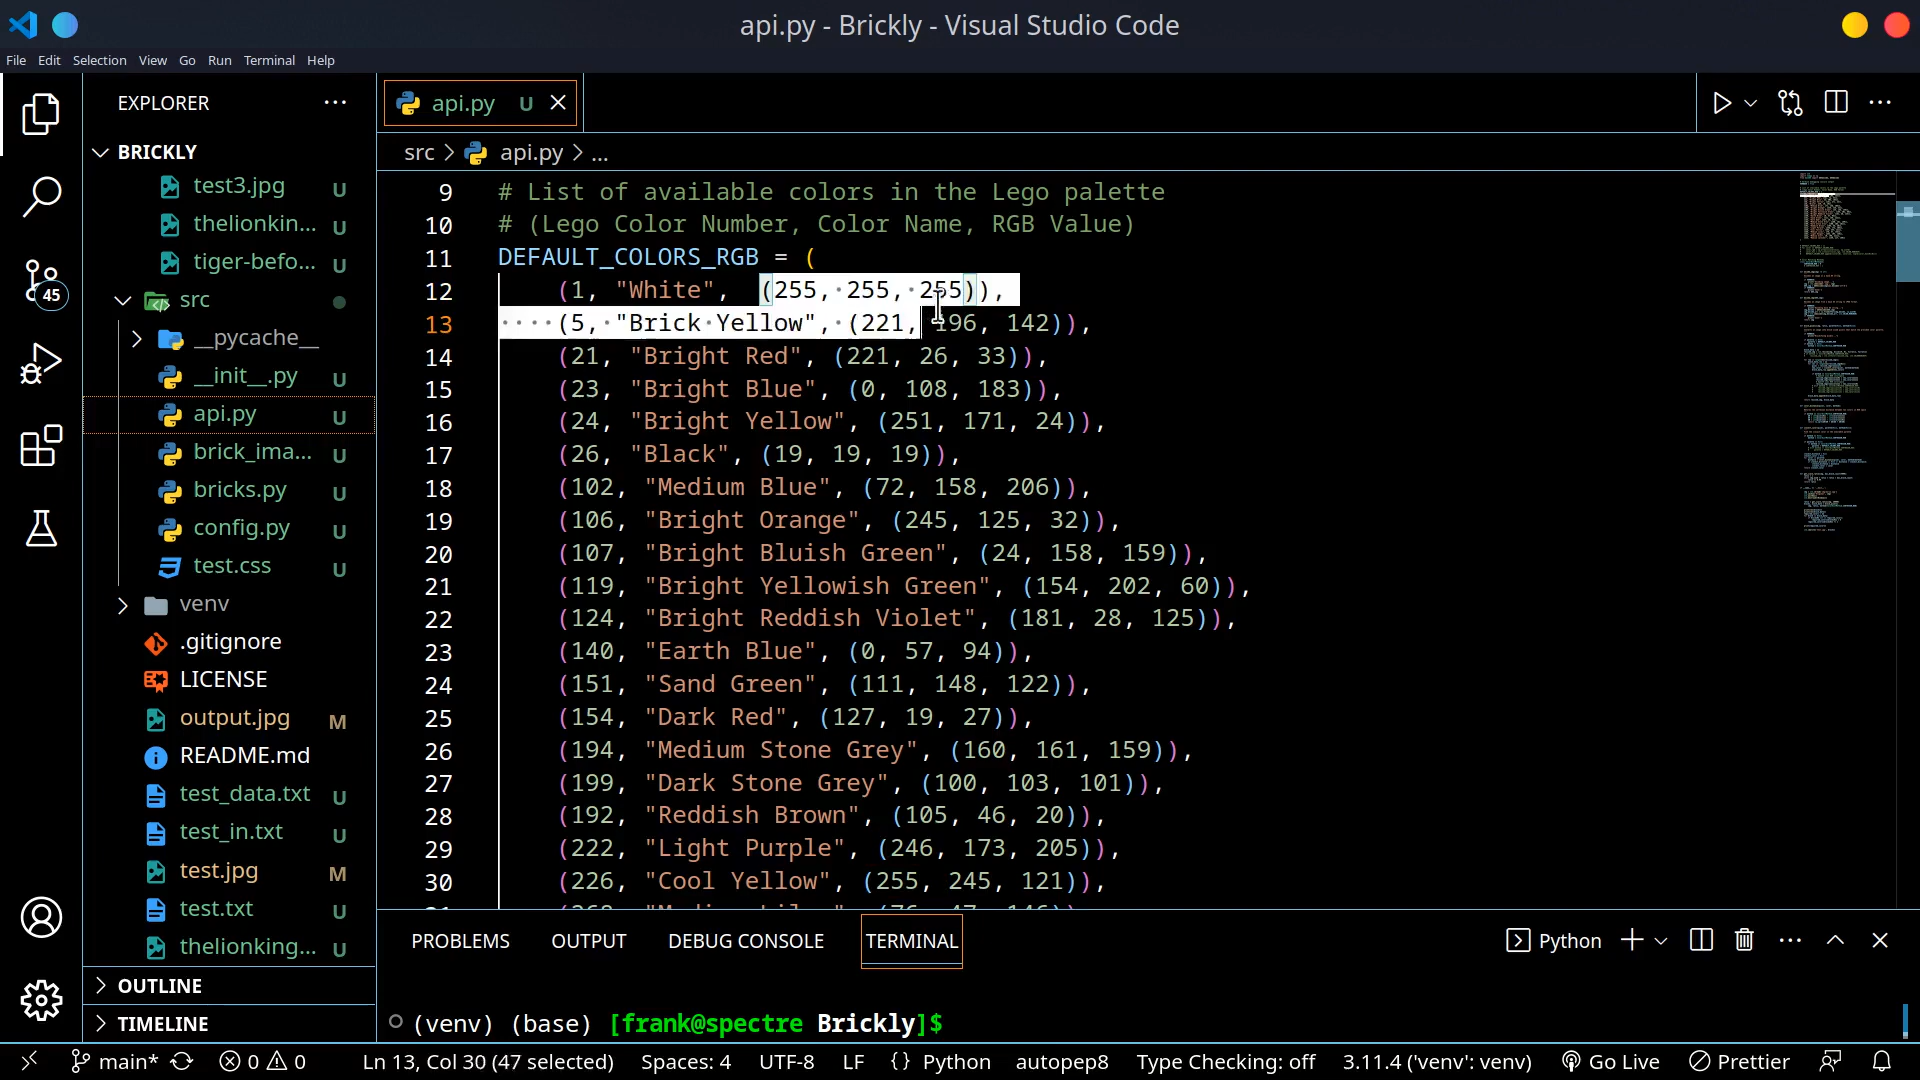 api.py - Brickly - Visual Studio Code
File Edit Selection View Go Run Terminal Help
EXPLORER
BRICKLY
test3.jpg U
thelionkin... U
tiger-befo... U
src
__pycache__
__init__.py U
api.py U
brick_ima... U
bricks.py U
config.py U
test.css U
venv
.gitignore
LICENSE
output.jpg M
README.md
test_data.txt U
test_in.txt U
test.jpg M
test.txt U
thelionking... U
OUTLINE
TIMELINE
45
api.py U
src > api.py > ...
9 # List of available colors in the Lego palette
10 # (Lego Color Number, Color Name, RGB Value)
11 DEFAULT_COLORS_RGB = (
12 (1, "White", (255, 255, 255)),
13 (5, "Brick Yellow", (221, 196, 142)),
14 (21, "Bright Red", (221, 26, 33)),
15 (23, "Bright Blue", (0, 108, 183)),
16 (24, "Bright Yellow", (251, 171, 24)),
17 (26, "Black", (19, 19, 19)),
18 (102, "Medium Blue", (72, 158, 206)),
19 (106, "Bright Orange", (245, 125, 32)),
20 (107, "Bright Bluish Green", (24, 158, 159)),
21 (119, "Bright Yellowish Green", (154, 202, 60)),
22 (124, "Bright Reddish Violet", (181, 28, 125)),
23 (140, "Earth Blue", (0, 57, 94)),
24 (151, "Sand Green", (111, 148, 122)),
25 (154, "Dark Red", (127, 19, 27)),
26 (194, "Medium Stone Grey", (160, 161, 159)),
27 (199, "Dark Stone Grey", (100, 103, 101)),
28 (192, "Reddish Brown", (105, 46, 20)),
29 (222, "Light Purple", (246, 173, 205)),
30 (226, "Cool Yellow", (255, 245, 121)),
PROBLEMS OUTPUT DEBUG CONSOLE TERMINAL
Python
(venv) (base) [frank@spectre Brickly]$
main* 0 0 Ln 13, Col 30 (47 selected) Spaces: 4 UTF-8 LF {} Python autopep8 Type Checking: off 3.11.4 ('venv': venv) Go Live Prettier